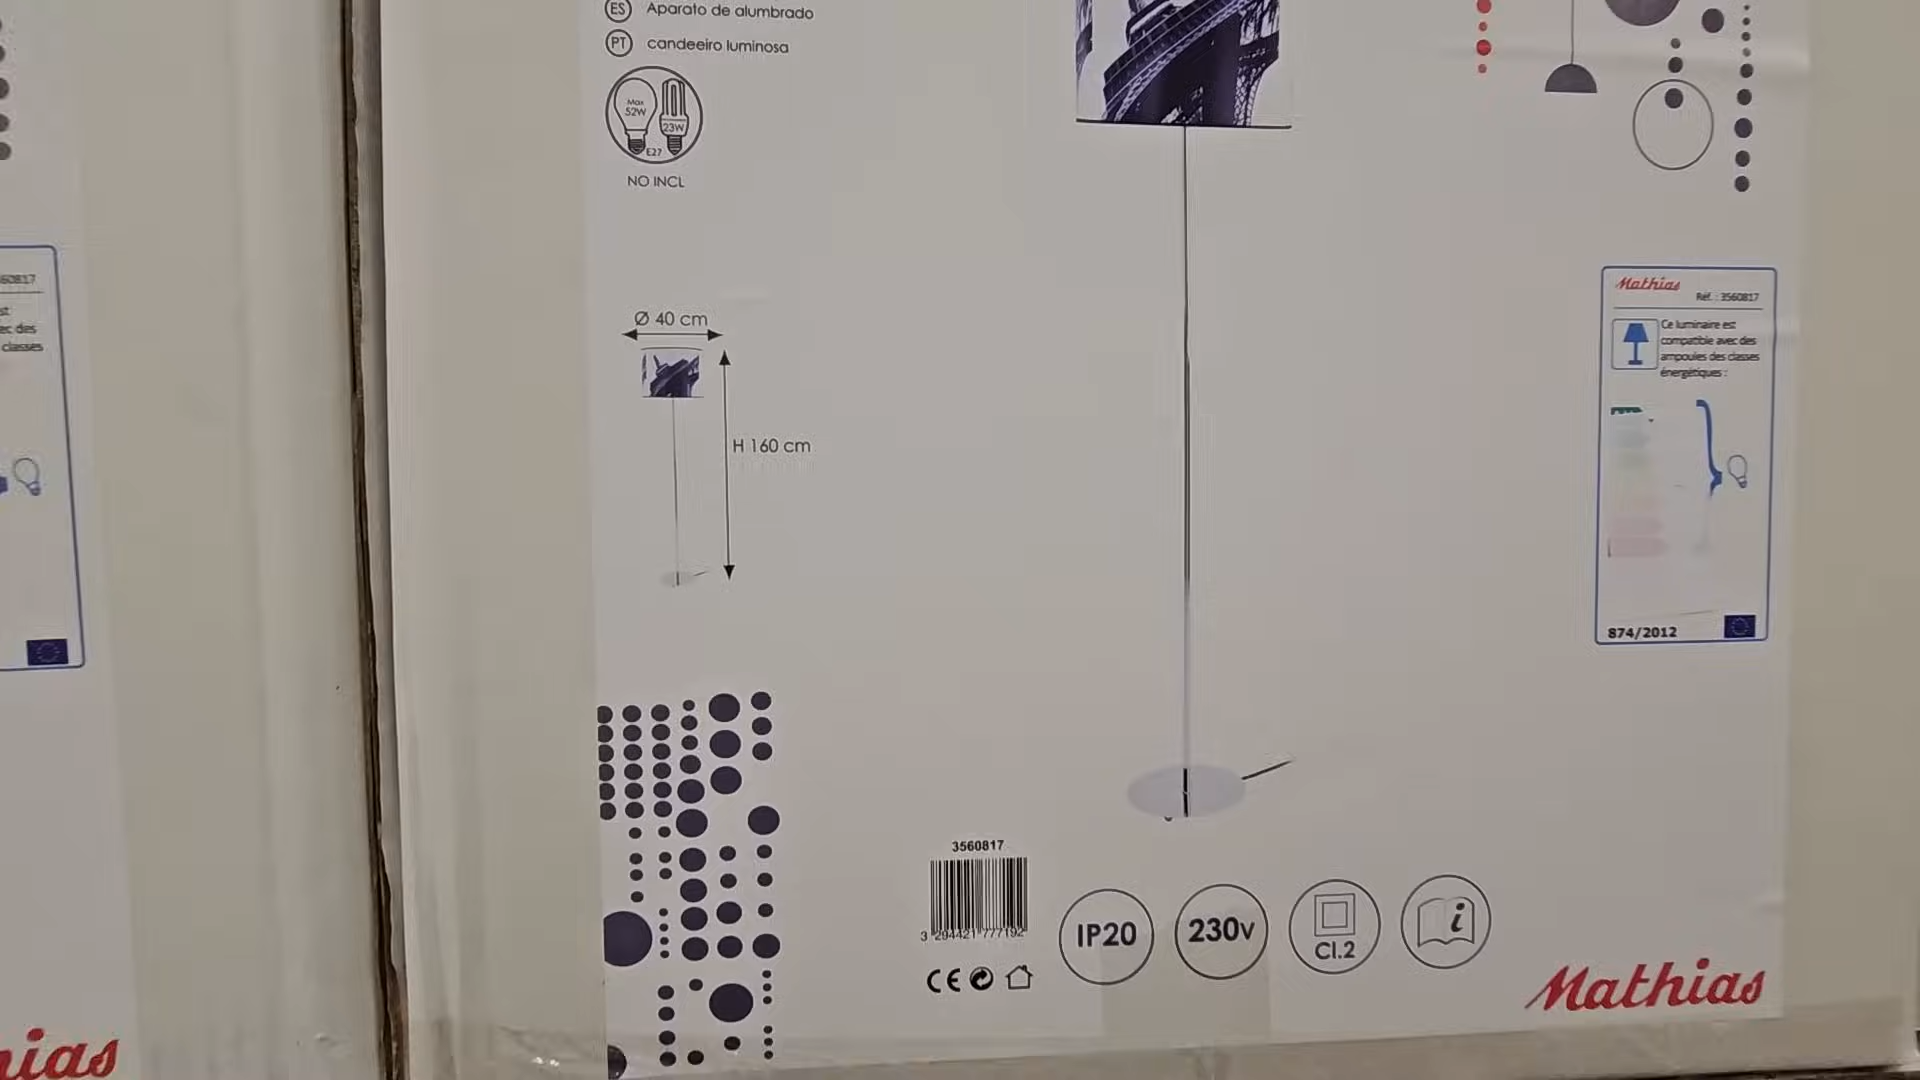 ES Aparato de alumbrado
PT candeeiro luminosa
Max
52W
23W
E27
NO INCL
Ø 40 cm
H 160 cm
Mathias
Réf. : 3560817
Ce luminaire est
compatible avec des
ampoules des classes
énergétiques :
874/2012
60817
st
ec des
classes
3560817
3 294421 777192
IP20
230V
Cl.2
i
CE
Mathias
hias